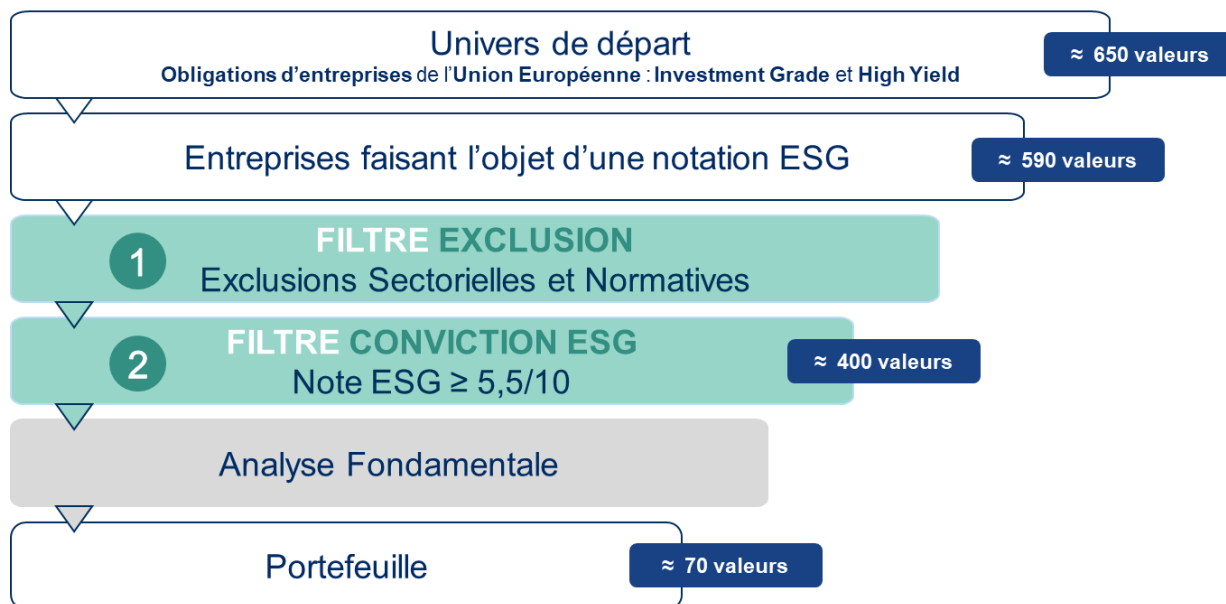 Univers de départ
Obligations d'entreprises de l'Union Européenne : Investment Grade et High Yield
≈ 650 valeurs
Entreprises faisant l'objet d'une notation ESG
≈ 590 valeurs
1
FILTRE EXCLUSION
Exclusions Sectorielles et Normatives
2
FILTRE CONVICTION ESG
Note ESG ≥ 5,5/10
≈ 400 valeurs
Analyse Fondamentale
Portefeuille
≈ 70 valeurs